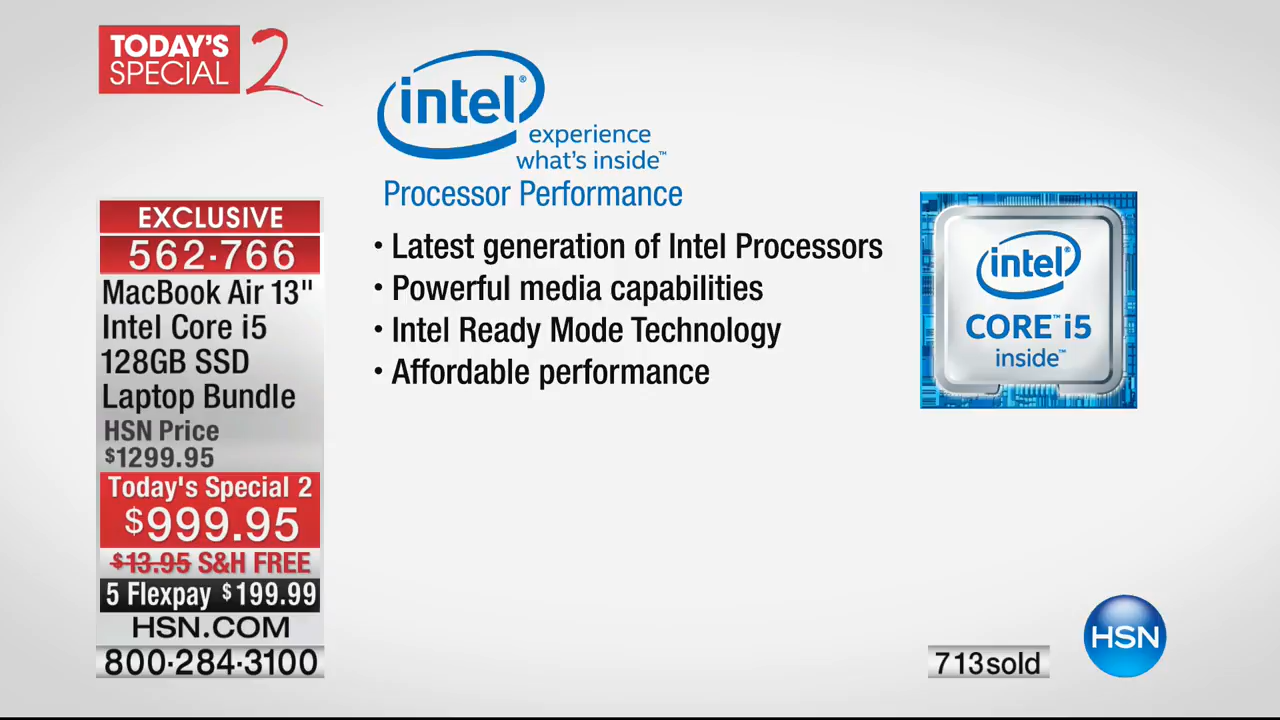 TODAY'S
SPECIAL 2
intel®
experience
what's inside™
Processor Performance
• Latest generation of Intel Processors
• Powerful media capabilities
• Intel Ready Mode Technology
• Affordable performance
intel®
CORE™ i5
inside™
EXCLUSIVE
562-766
MacBook Air 13"
Intel Core i5
128GB SSD
Laptop Bundle
HSN Price
$1299.95
Today's Special 2
$999.95
$13.95 S&H FREE
5 Flexpay $199.99
HSN.COM
800-284-3100
713sold
HSN